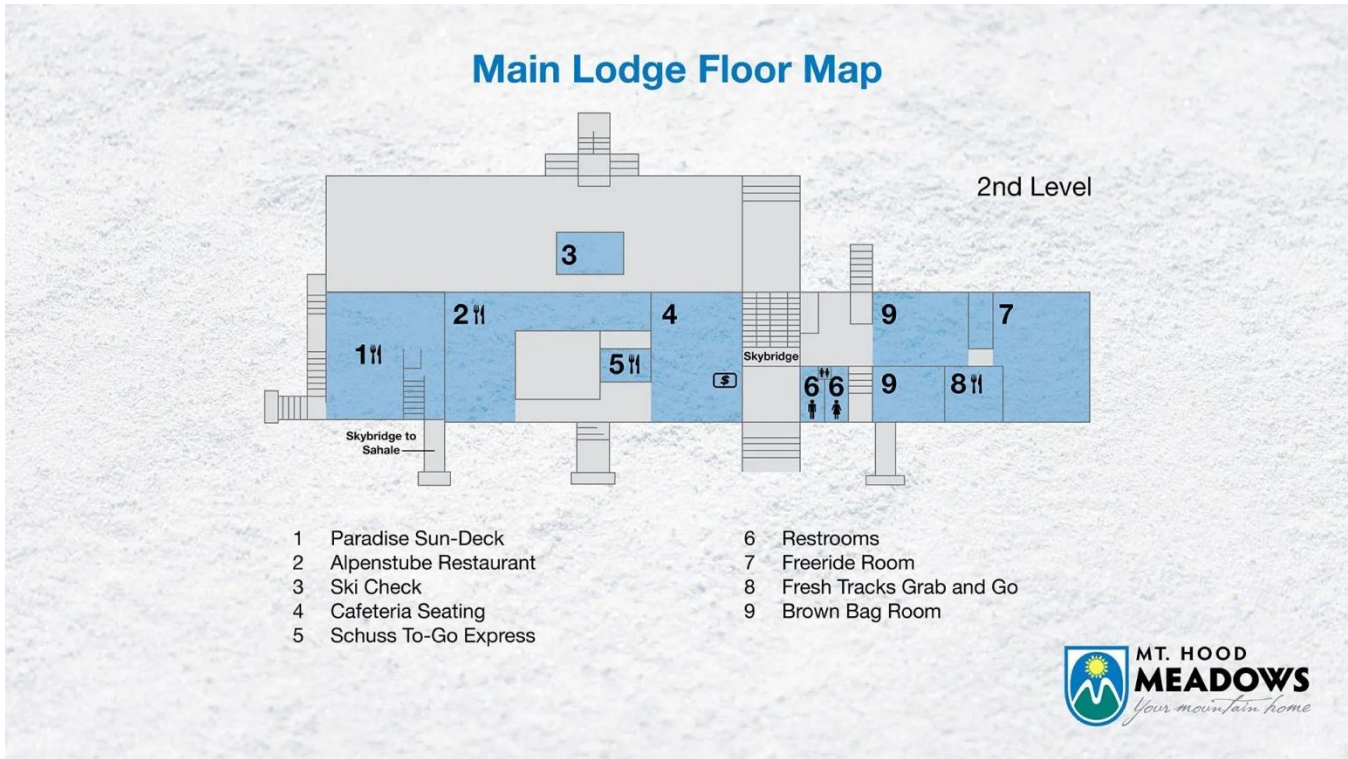 Main Lodge Floor Map
2nd Level
3
2
4
9
7
1
5
Skybridge
$
6 6
9
8
Skybridge to
Sahale
1 Paradise Sun-Deck
2 Alpenstube Restaurant
3 Ski Check
4 Cafeteria Seating
5 Schuss To-Go Express
6 Restrooms
7 Freeride Room
8 Fresh Tracks Grab and Go
9 Brown Bag Room
MT. HOOD
MEADOWS
Your mountain home